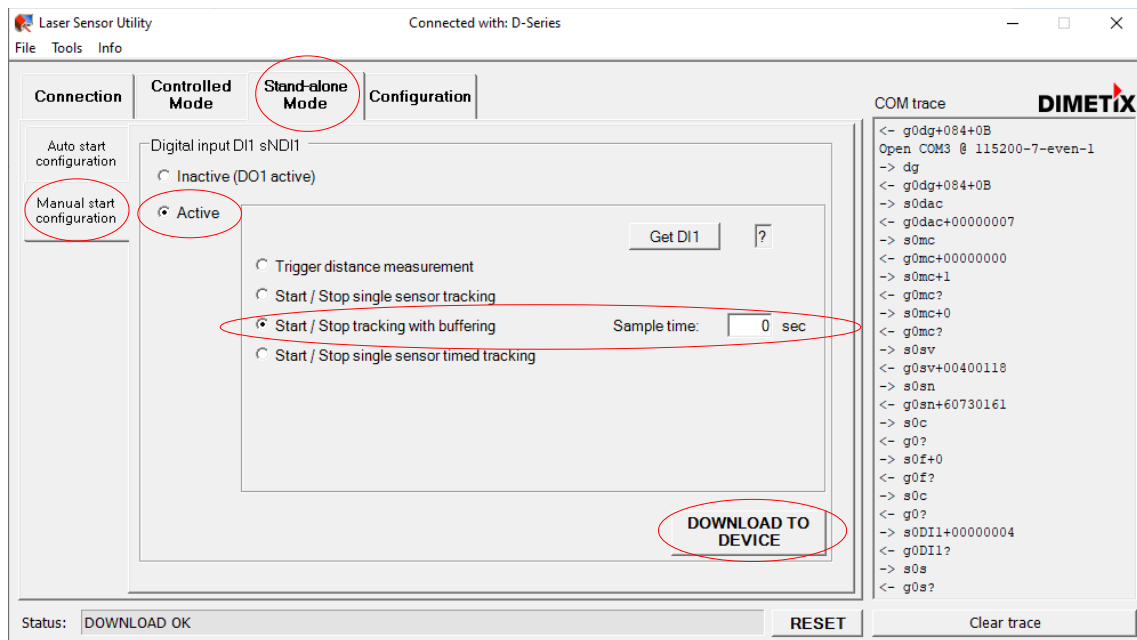 Laser Sensor Utility
Connected with: D-Series
File Tools Info
Connection
Controlled
Mode
Stand-alone
Mode
Configuration
Auto start
configuration
Manual start
configuration
Digital input DI1 sNDI1
Inactive (DO1 active)
Active
Get DI1
?
Trigger distance measurement
Start / Stop single sensor tracking
Start / Stop tracking with buffering
Sample time: 0 sec
Start / Stop single sensor timed tracking
DOWNLOAD TO
DEVICE
COM trace
DIMETIX
<- g0dg+084+0B
Open COM3 @ 115200-7-even-1
-> dg
<- g0dg+084+0B
-> s0dac
<- g0dac+00000007
-> s0mc
<- g0mc+00000000
-> s0mc+1
<- g0mc?
-> s0mc+0
<- g0mc?
-> s0sv
<- g0sv+00400118
-> s0sn
<- g0sn+60730161
-> s0c
<- g0?
-> s0f+0
<- g0f?
-> s0c
<- g0?
-> s0DI1+00000004
<- g0DI1?
-> s0s
<- g0s?
Status: DOWNLOAD OK
RESET
Clear trace